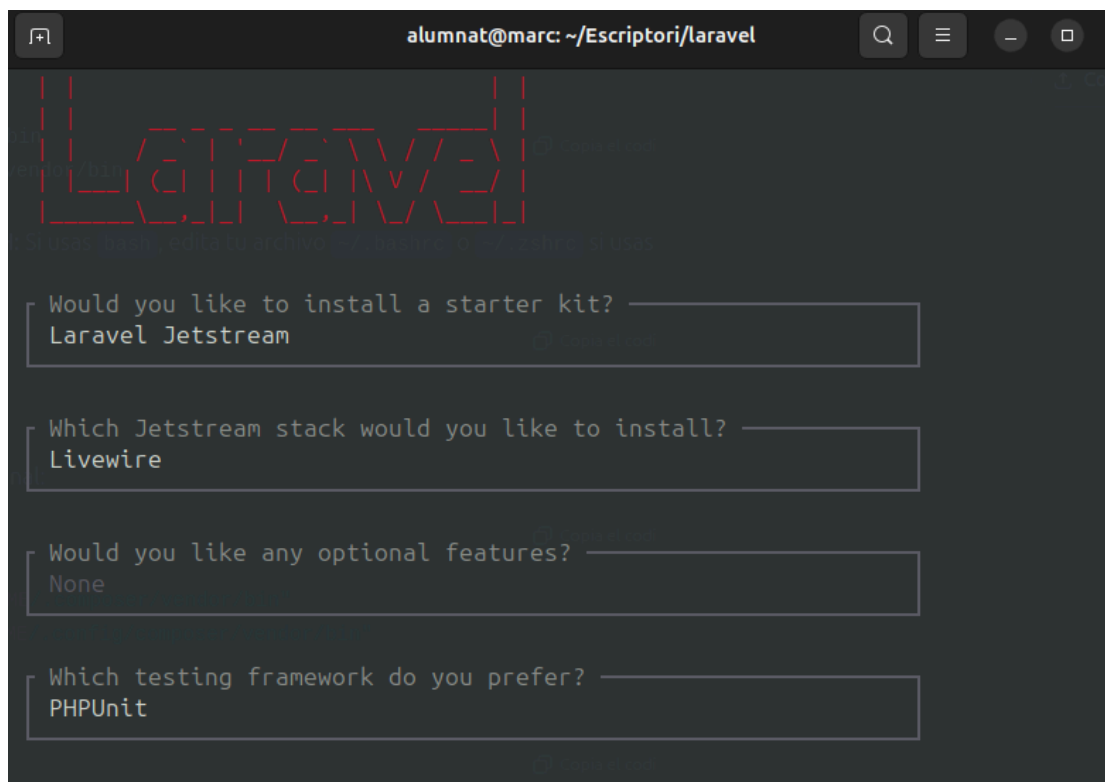 alumnat@marc: ~/Escriptori/laravel
Laravel
Would you like to install a starter kit?
Laravel Jetstream
Which Jetstream stack would you like to install?
Livewire
Would you like any optional features?
None
Which testing framework do you prefer?
PHPUnit